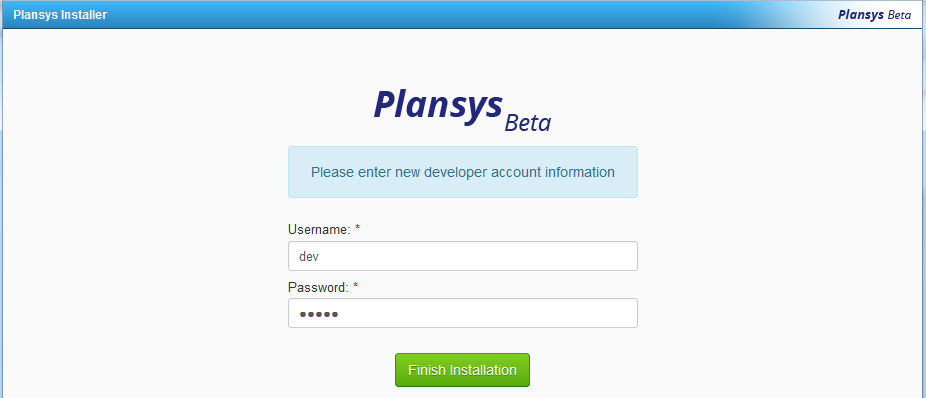 Plansys Installer
Plansys Beta
Plansys Beta
Please enter new developer account information
Username: *
dev
Password: *
●●●●●
Finish Installation